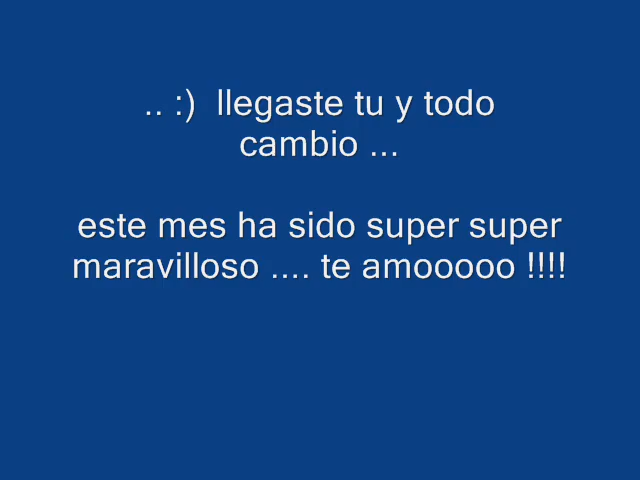 .. :) llegaste tu y todo
cambio ...
este mes ha sido super super
maravilloso .... te amooooo !!!!